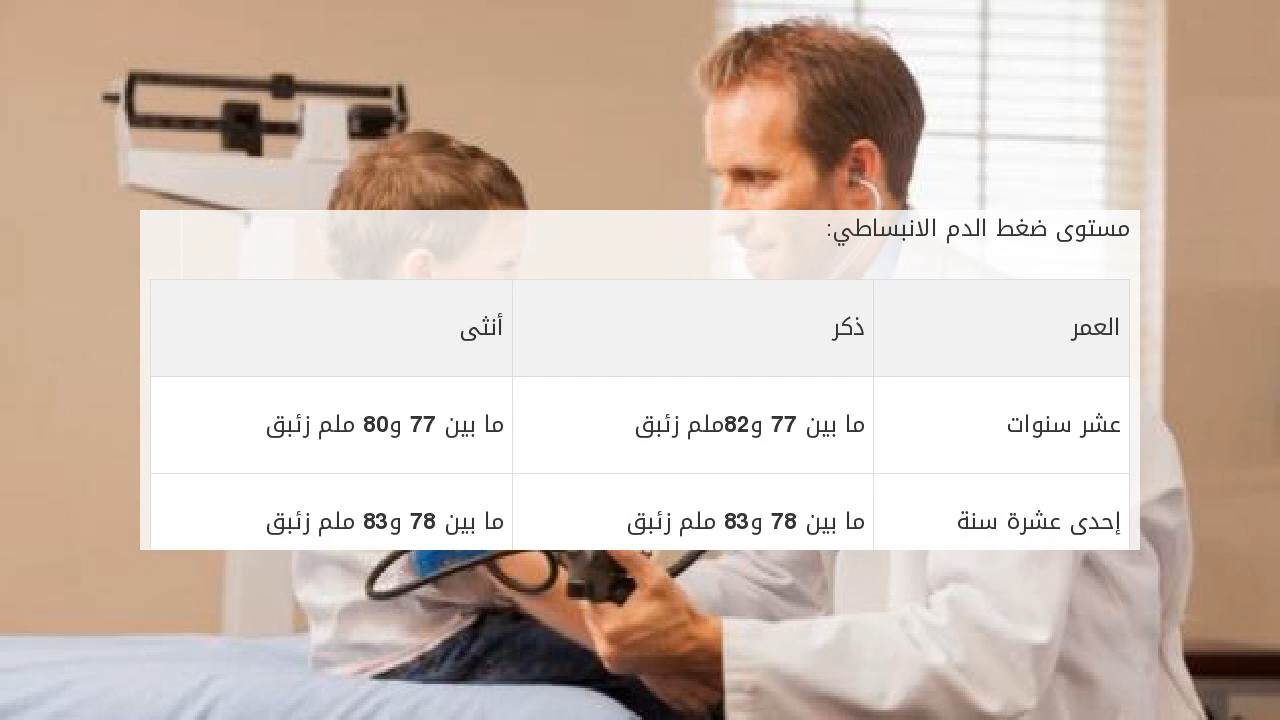 مستوى ضغط الدم الانبساطي:
العمر ذكر أنثى
عشر سنوات ما بين 77 و82ملم زئبق ما بين 77 و80 ملم زئبق
إحدى عشرة سنة ما بين 78 و83 ملم زئبق ما بين 78 و83 ملم زئبق